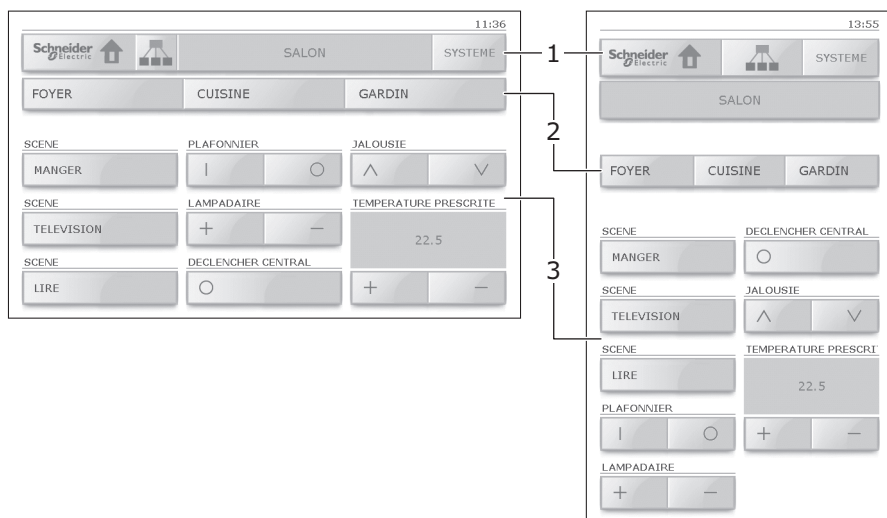 11:36
Schneider Electric SALON SYSTEME
FOYER CUISINE GARDIN
SCENE PLAFONNIER JALOUSIE
MANGER | ○ ∧ ∨
SCENE LAMPADAIRE TEMPERATURE PRESCRITE
TELEVISION + − 22.5
SCENE DECLENCHER CENTRAL
LIRE ○ + −
1
2
3
13:55
Schneider Electric SYSTEME
SALON
FOYER CUISINE GARDIN
SCENE DECLENCHER CENTRAL
MANGER ○
SCENE JALOUSIE
TELEVISION ∧ ∨
SCENE TEMPERATURE PRESCRI
LIRE 22.5
PLAFONNIER
| ○ + −
LAMPADAIRE
+ −